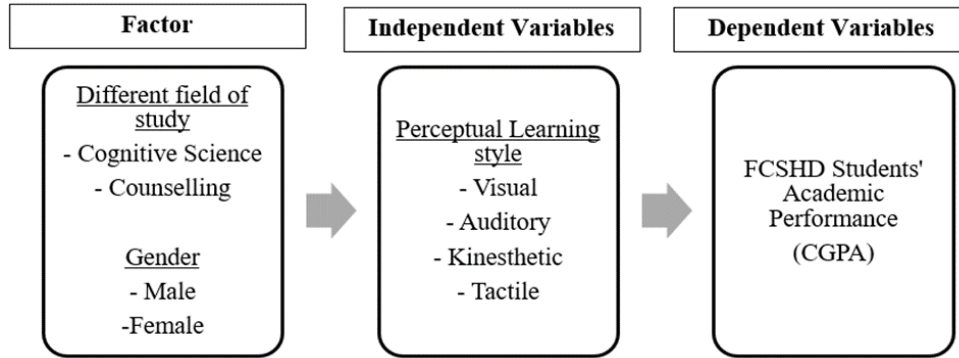 Factor
Different field of
study
- Cognitive Science
- Counselling
Gender
- Male
-Female
Independent Variables
Perceptual Learning
style
- Visual
- Auditory
- Kinesthetic
- Tactile
Dependent Variables
FCSHD Students'
Academic
Performance
(CGPA)